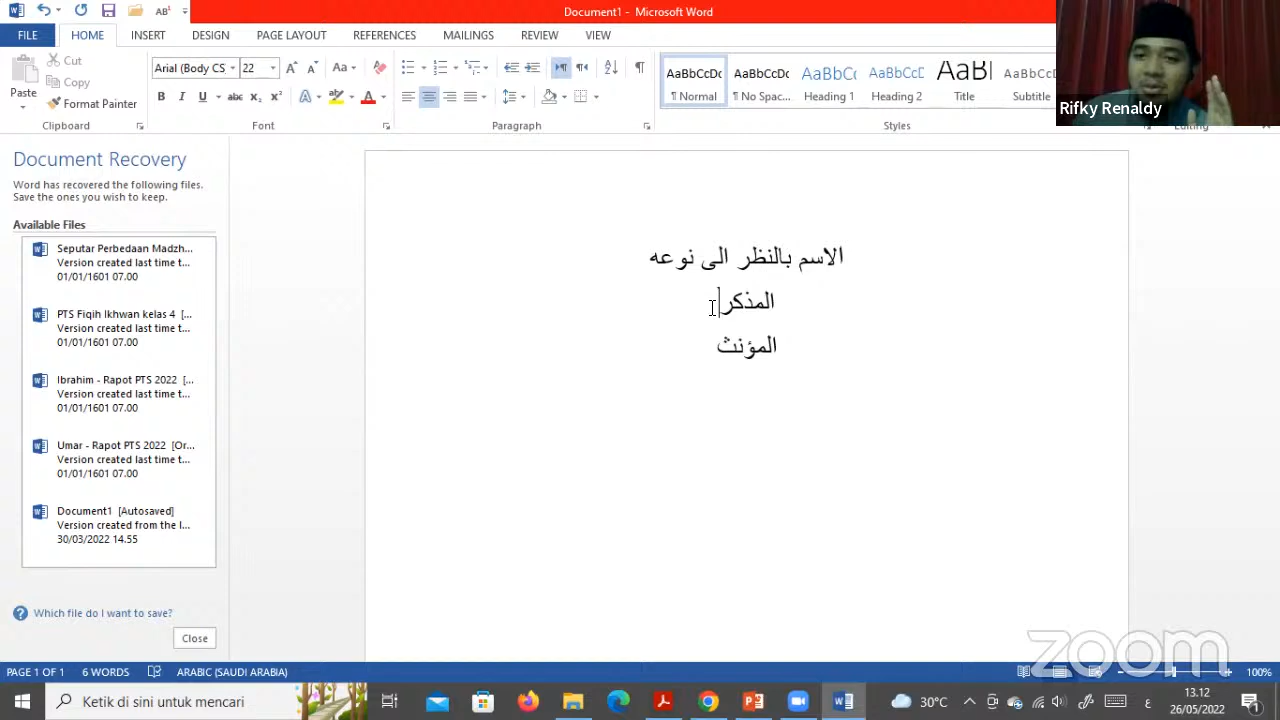 Document1 - Microsoft Word
FILE HOME INSERT DESIGN PAGE LAYOUT REFERENCES MAILINGS REVIEW VIEW
Rifky Renaldy
Paste
Cut
Copy
Format Painter
Clipboard
Arial (Body CS 22
Font
Paragraph
AaBbCcDc AaBbCcDc AaBbC AaBbCcC AaB AaBbCcC
¶ Normal ¶ No Spac... Heading 1 Heading 2 Title Subtitle
Styles
Editing
Document Recovery
Word has recovered the following files.
Save the ones you wish to keep.
Available Files
Seputar Perbedaan Madzh...
Version created last time t...
01/01/1601 07.00
PTS Fiqih Ikhwan kelas 4 [...
Version created last time t...
01/01/1601 07.00
Ibrahim - Rapot PTS 2022 [...
Version created last time t...
01/01/1601 07.00
Umar - Rapot PTS 2022 [Or...
Version created last time t...
01/01/1601 07.00
Document1 [Autosaved]
Version created from the l...
30/03/2022 14.55
Which file do I want to save?
Close
الاسم بالنظر الى نوعه
المذكر
المؤنث
zoom
PAGE 1 OF 1 6 WORDS ARABIC (SAUDI ARABIA) 100%
Ketik di sini untuk mencari
30°C
13.12
26/05/2022